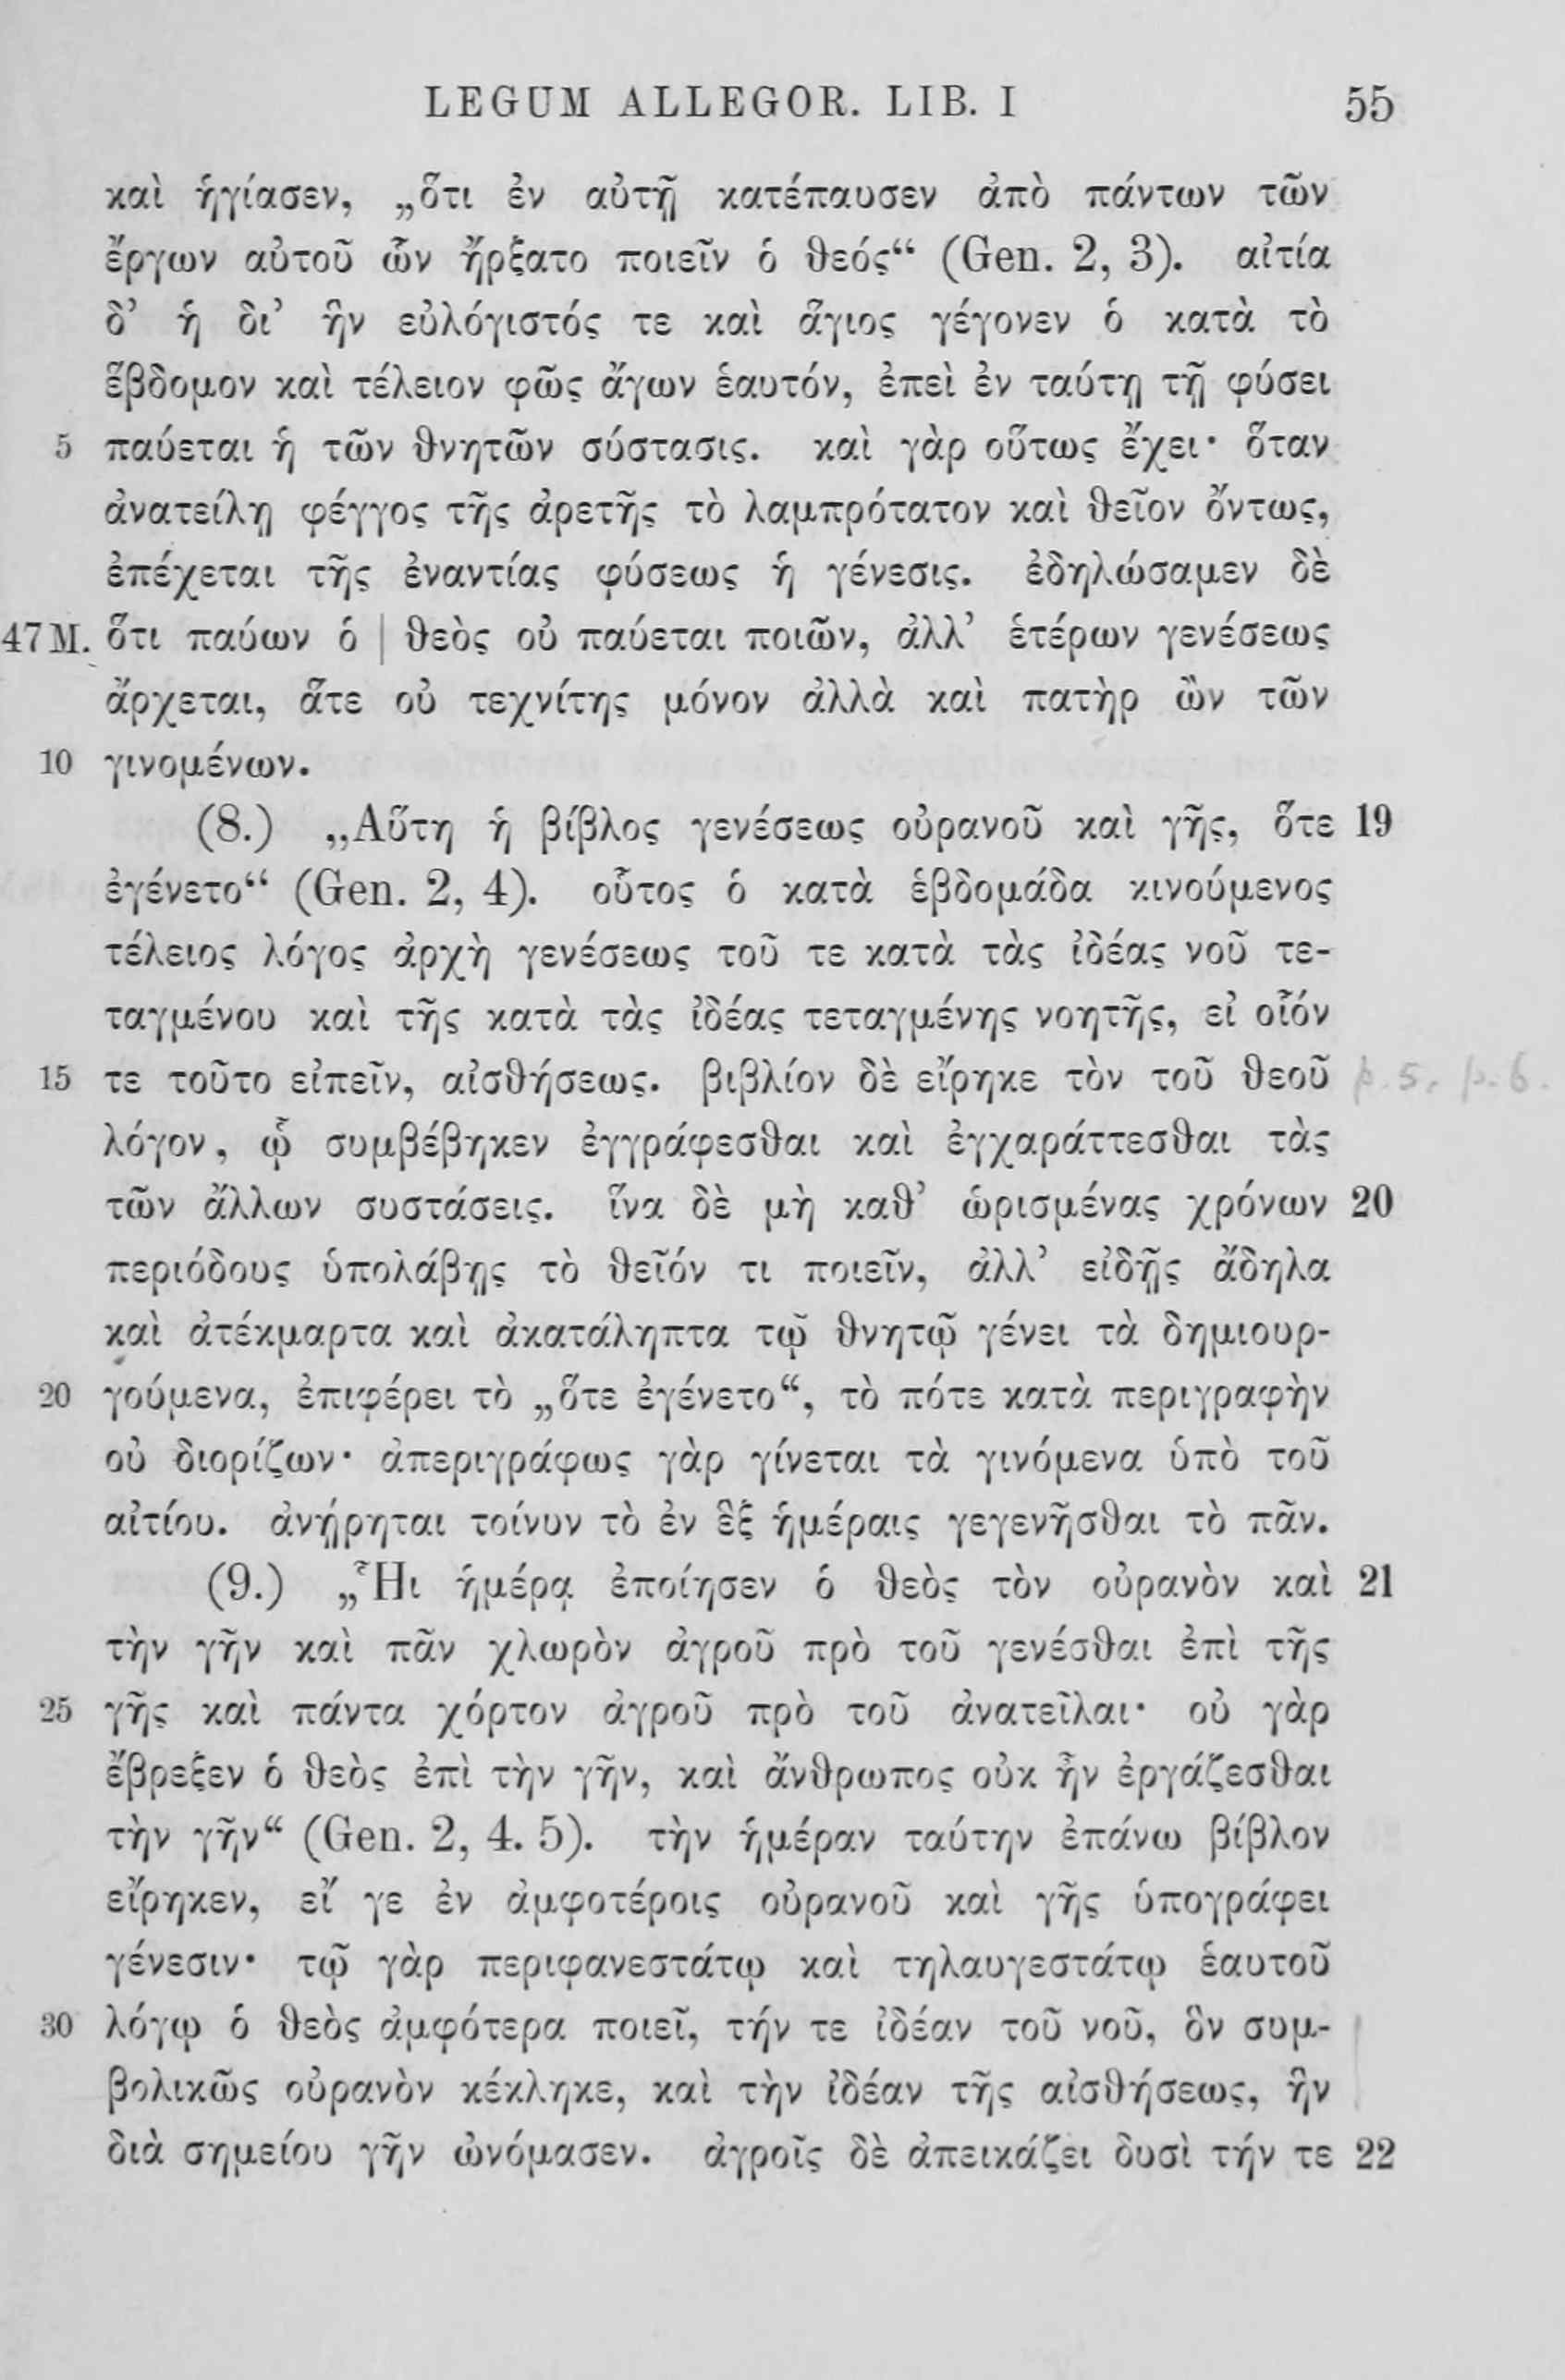 LEGUM ALLEGOR. LIB. I 55
καὶ ἡγίασεν, „ὅτι ἐν αὐτῇ κατέπαυσεν ἀπὸ πάντων τῶν
ἔργων αὐτοῦ ὧν ἤρξατο ποιεῖν ὁ θεός“ (Gen. 2, 3). αἰτία
δ’ ἡ δι’ ἣν εὐλόγιστός τε καὶ ἅγιος γέγονεν ὁ κατὰ τὸ
ἕβδομον καὶ τέλειον φῶς ἄγων ἑαυτόν, ἐπεὶ ἐν ταύτῃ τῇ φύσει
5 παύεται ἡ τῶν θνητῶν σύστασις. καὶ γὰρ οὕτως ἔχει· ὅταν
ἀνατείλῃ φέγγος τῆς ἀρετῆς τὸ λαμπρότατον καὶ θεῖον ὄντως,
ἐπέχεται τῆς ἐναντίας φύσεως ἡ γένεσις. ἐδηλώσαμεν δὲ
47 M. ὅτι παύων ὁ | θεὸς οὐ παύεται ποιῶν, ἀλλ’ ἑτέρων γενέσεως
ἄρχεται, ἅτε οὐ τεχνίτης μόνον ἀλλὰ καὶ πατὴρ ὢν τῶν
10 γινομένων.
(8.) „Αὕτη ἡ βίβλος γενέσεως οὐρανοῦ καὶ γῆς, ὅτε 19
ἐγένετο“ (Gen. 2, 4). οὗτος ὁ κατὰ ἑβδομάδα κινούμενος
τέλειος λόγος ἀρχὴ γενέσεως τοῦ τε κατὰ τὰς ἰδέας νοῦ τε-
ταγμένου καὶ τῆς κατὰ τὰς ἰδέας τεταγμένης νοητῆς, εἰ οἷόν
15 τε τοῦτο εἰπεῖν, αἰσθήσεως. βιβλίον δὲ εἴρηκε τὸν τοῦ θεοῦ p. 5. p. 6.
λόγον, ᾧ συμβέβηκεν ἐγγράφεσθαι καὶ ἐγχαράττεσθαι τὰς
τῶν ἄλλων συστάσεις. ἵνα δὲ μὴ καθ’ ὡρισμένας χρόνων 20
περιόδους ὑπολάβῃς τὸ θεῖόν τι ποιεῖν, ἀλλ’ εἰδῇς ἄδηλα
καὶ ἀτέκμαρτα καὶ ἀκατάληπτα τῷ θνητῷ γένει τὰ δημιουρ-
20 γούμενα, ἐπιφέρει τὸ „ὅτε ἐγένετο“, τὸ πότε κατὰ περιγραφὴν
οὐ διορίζων· ἀπεριγράφως γὰρ γίνεται τὰ γινόμενα ὑπὸ τοῦ
αἰτίου. ἀνῄρηται τοίνυν τὸ ἐν ἓξ ἡμέραις γεγενῆσθαι τὸ πᾶν.
(9.) „Ἧι ἡμέρᾳ ἐποίησεν ὁ θεὸς τὸν οὐρανὸν καὶ 21
τὴν γῆν καὶ πᾶν χλωρὸν ἀγροῦ πρὸ τοῦ γενέσθαι ἐπὶ τῆς
25 γῆς καὶ πάντα χόρτον ἀγροῦ πρὸ τοῦ ἀνατεῖλαι· οὐ γὰρ
ἔβρεξεν ὁ θεὸς ἐπὶ τὴν γῆν, καὶ ἄνθρωπος οὐκ ἦν ἐργάζεσθαι
τὴν γῆν“ (Gen. 2, 4. 5). τὴν ἡμέραν ταύτην ἐπάνω βίβλον
εἴρηκεν, εἴ γε ἐν ἀμφοτέροις οὐρανοῦ καὶ γῆς ὑπογράφει
γένεσιν· τῷ γὰρ περιφανεστάτῳ καὶ τηλαυγεστάτῳ ἑαυτοῦ
30 λόγῳ ὁ θεὸς ἀμφότερα ποιεῖ, τήν τε ἰδέαν τοῦ νοῦ, ὃν συμ-
βολικῶς οὐρανὸν κέκληκε, καὶ τὴν ἰδέαν τῆς αἰσθήσεως, ἣν
διὰ σημείου γῆν ὠνόμασεν. ἀγροῖς δὲ ἀπεικάζει δυσὶ τήν τε 22